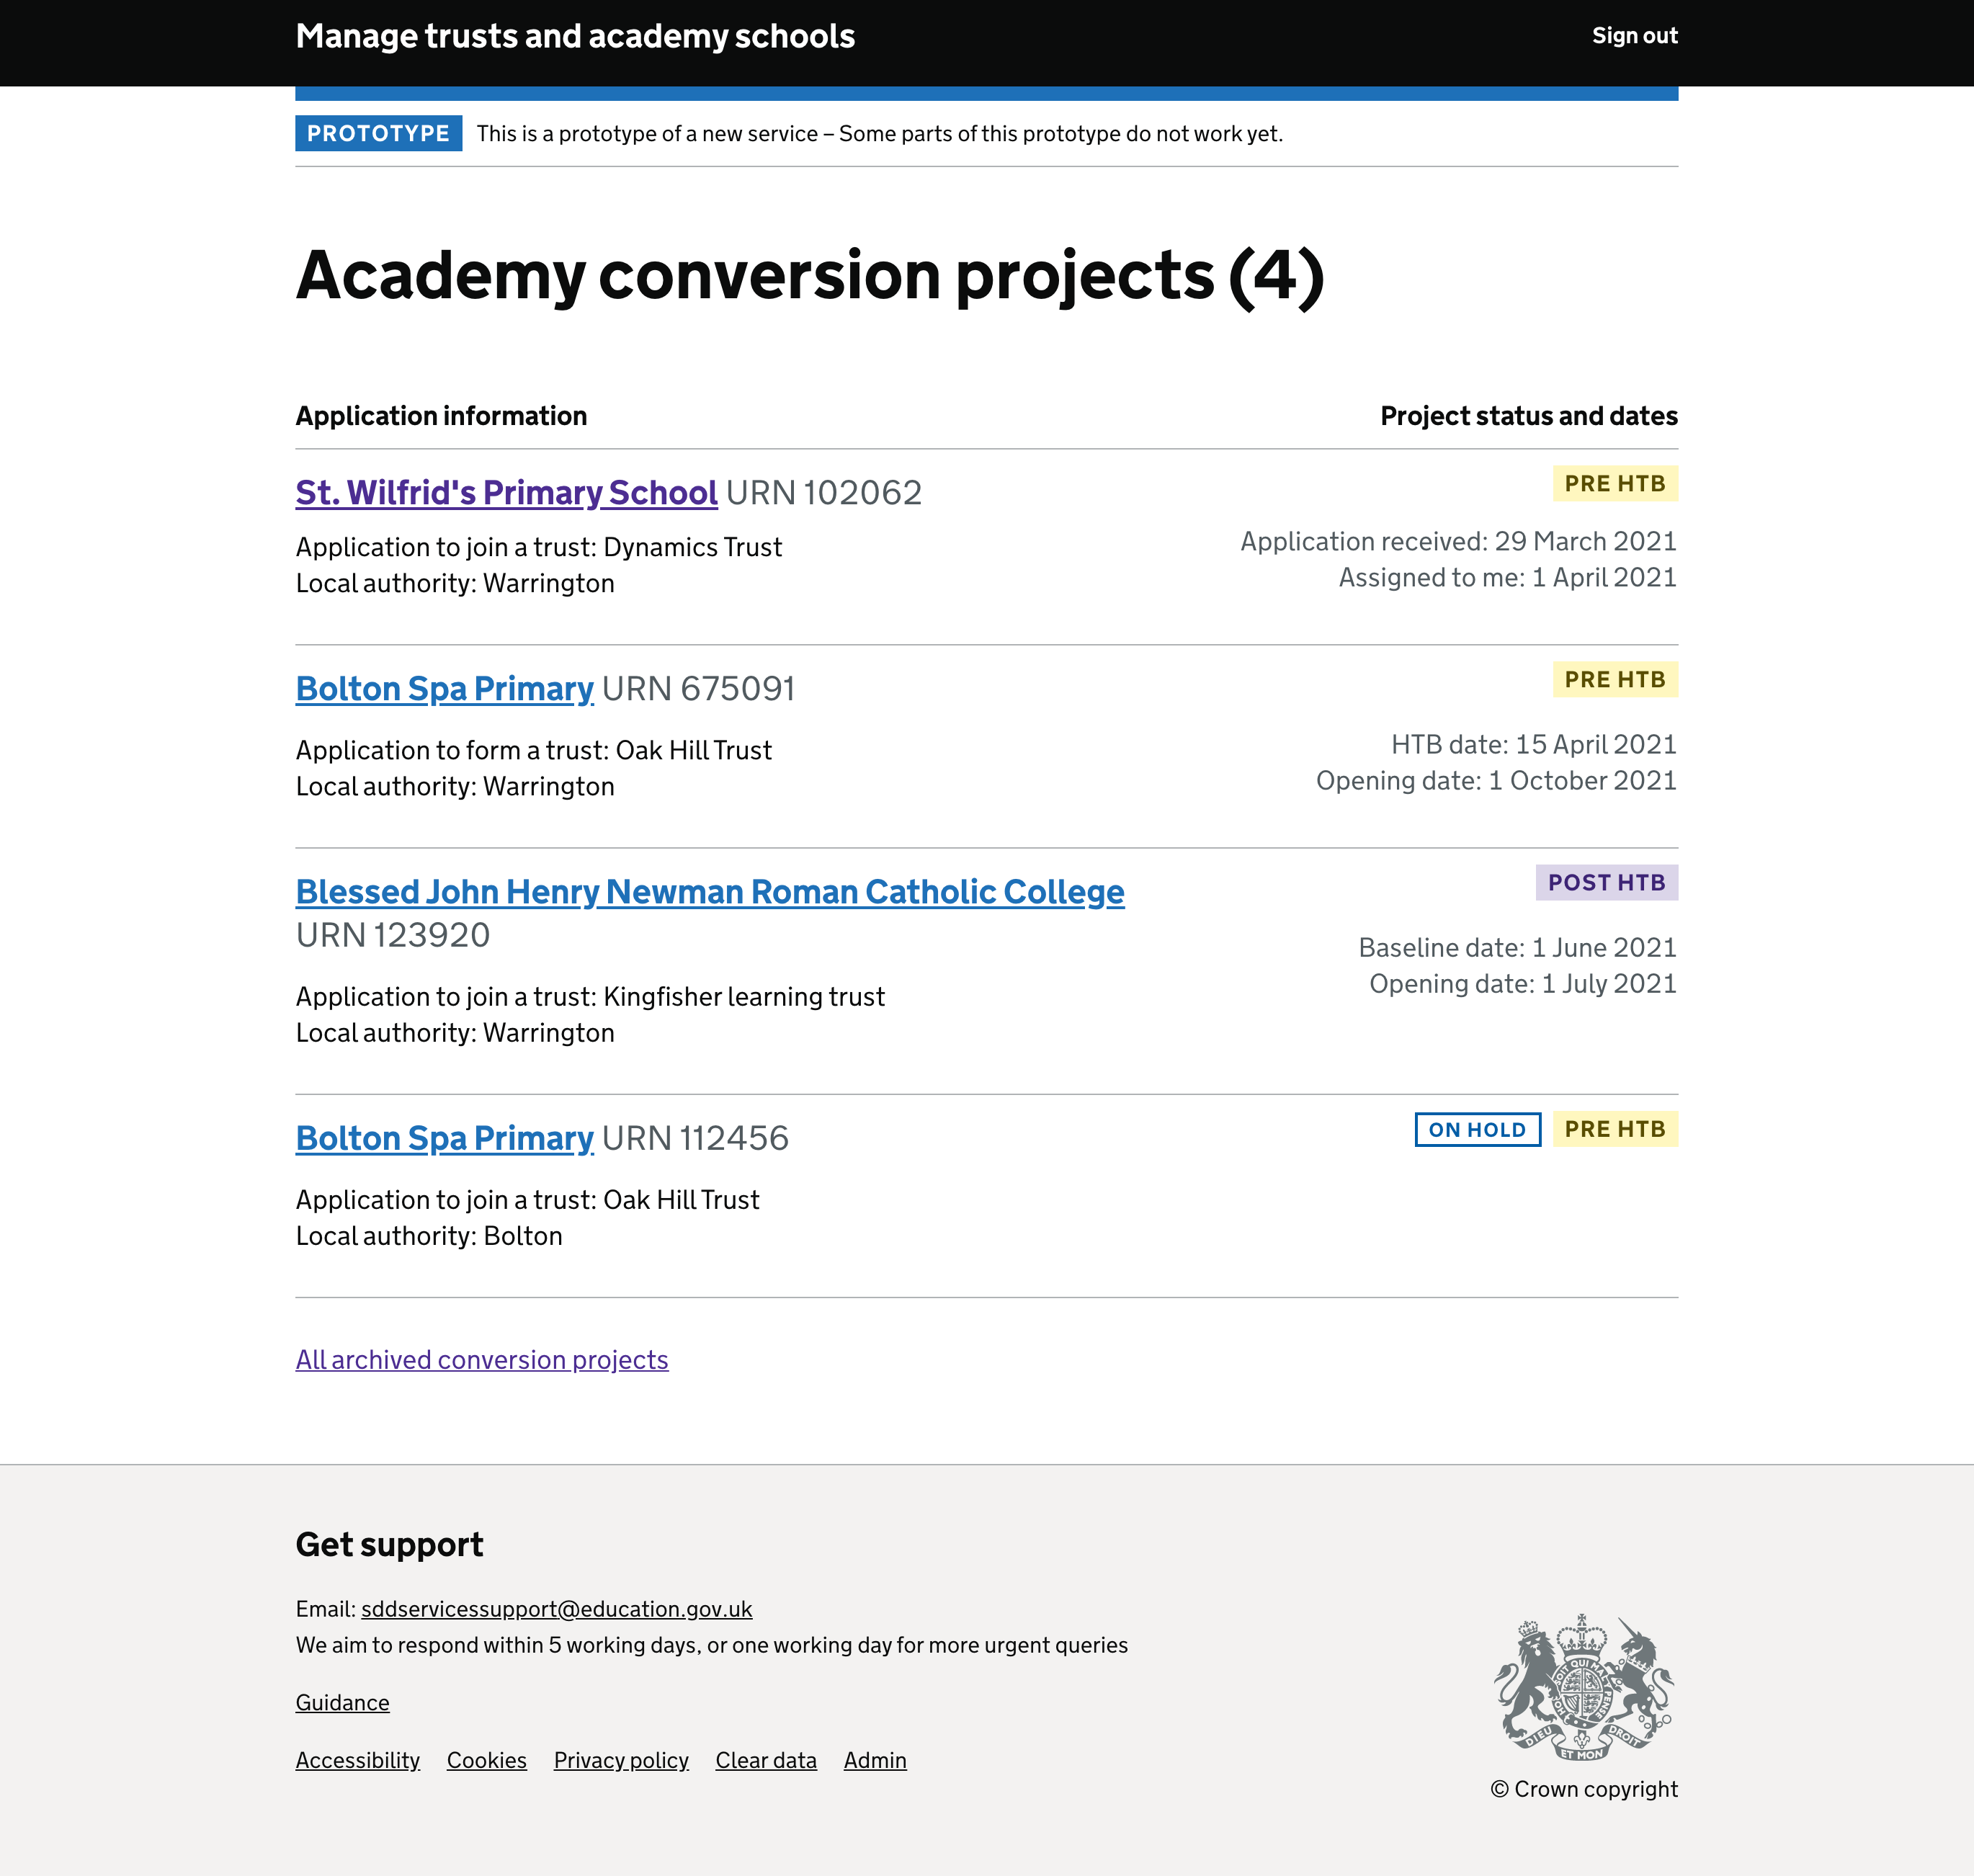 Manage trusts and academy schools
Sign out
PROTOTYPE This is a prototype of a new service – Some parts of this prototype do not work yet.
Academy conversion projects (4)
Application information
Project status and dates
St. Wilfrid's Primary School URN 102062
PRE HTB
Application to join a trust: Dynamics Trust
Local authority: Warrington
Application received: 29 March 2021
Assigned to me: 1 April 2021
Bolton Spa Primary URN 675091
PRE HTB
Application to form a trust: Oak Hill Trust
Local authority: Warrington
HTB date: 15 April 2021
Opening date: 1 October 2021
Blessed John Henry Newman Roman Catholic College
URN 123920
POST HTB
Application to join a trust: Kingfisher learning trust
Local authority: Warrington
Baseline date: 1 June 2021
Opening date: 1 July 2021
Bolton Spa Primary URN 112456
ON HOLD PRE HTB
Application to join a trust: Oak Hill Trust
Local authority: Bolton
All archived conversion projects
Get support
Email: sddservicessupport@education.gov.uk
We aim to respond within 5 working days, or one working day for more urgent queries
Guidance
Accessibility Cookies Privacy policy Clear data Admin
DIEU ET MON DROIT
© Crown copyright